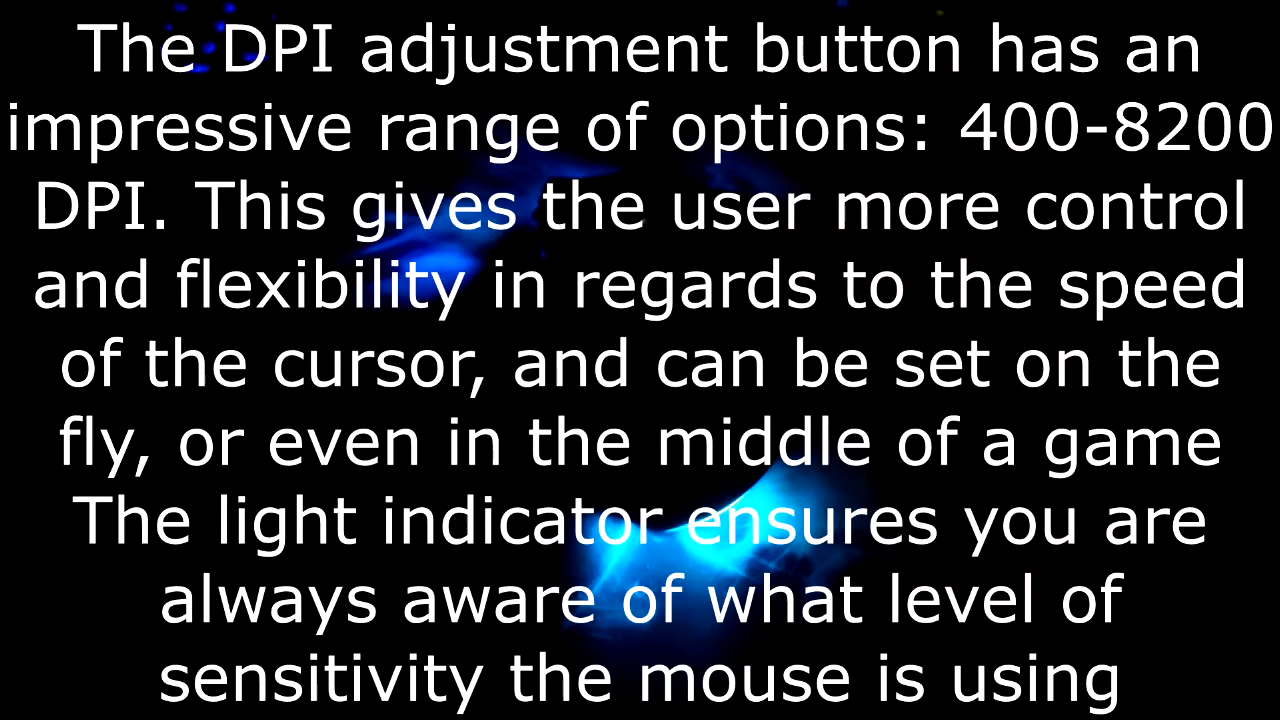 The DPI adjustment button has an
impressive range of options: 400-8200
DPI. This gives the user more control
and flexibility in regards to the speed
of the cursor, and can be set on the
fly, or even in the middle of a game
The light indicator ensures you are
always aware of what level of
sensitivity the mouse is using